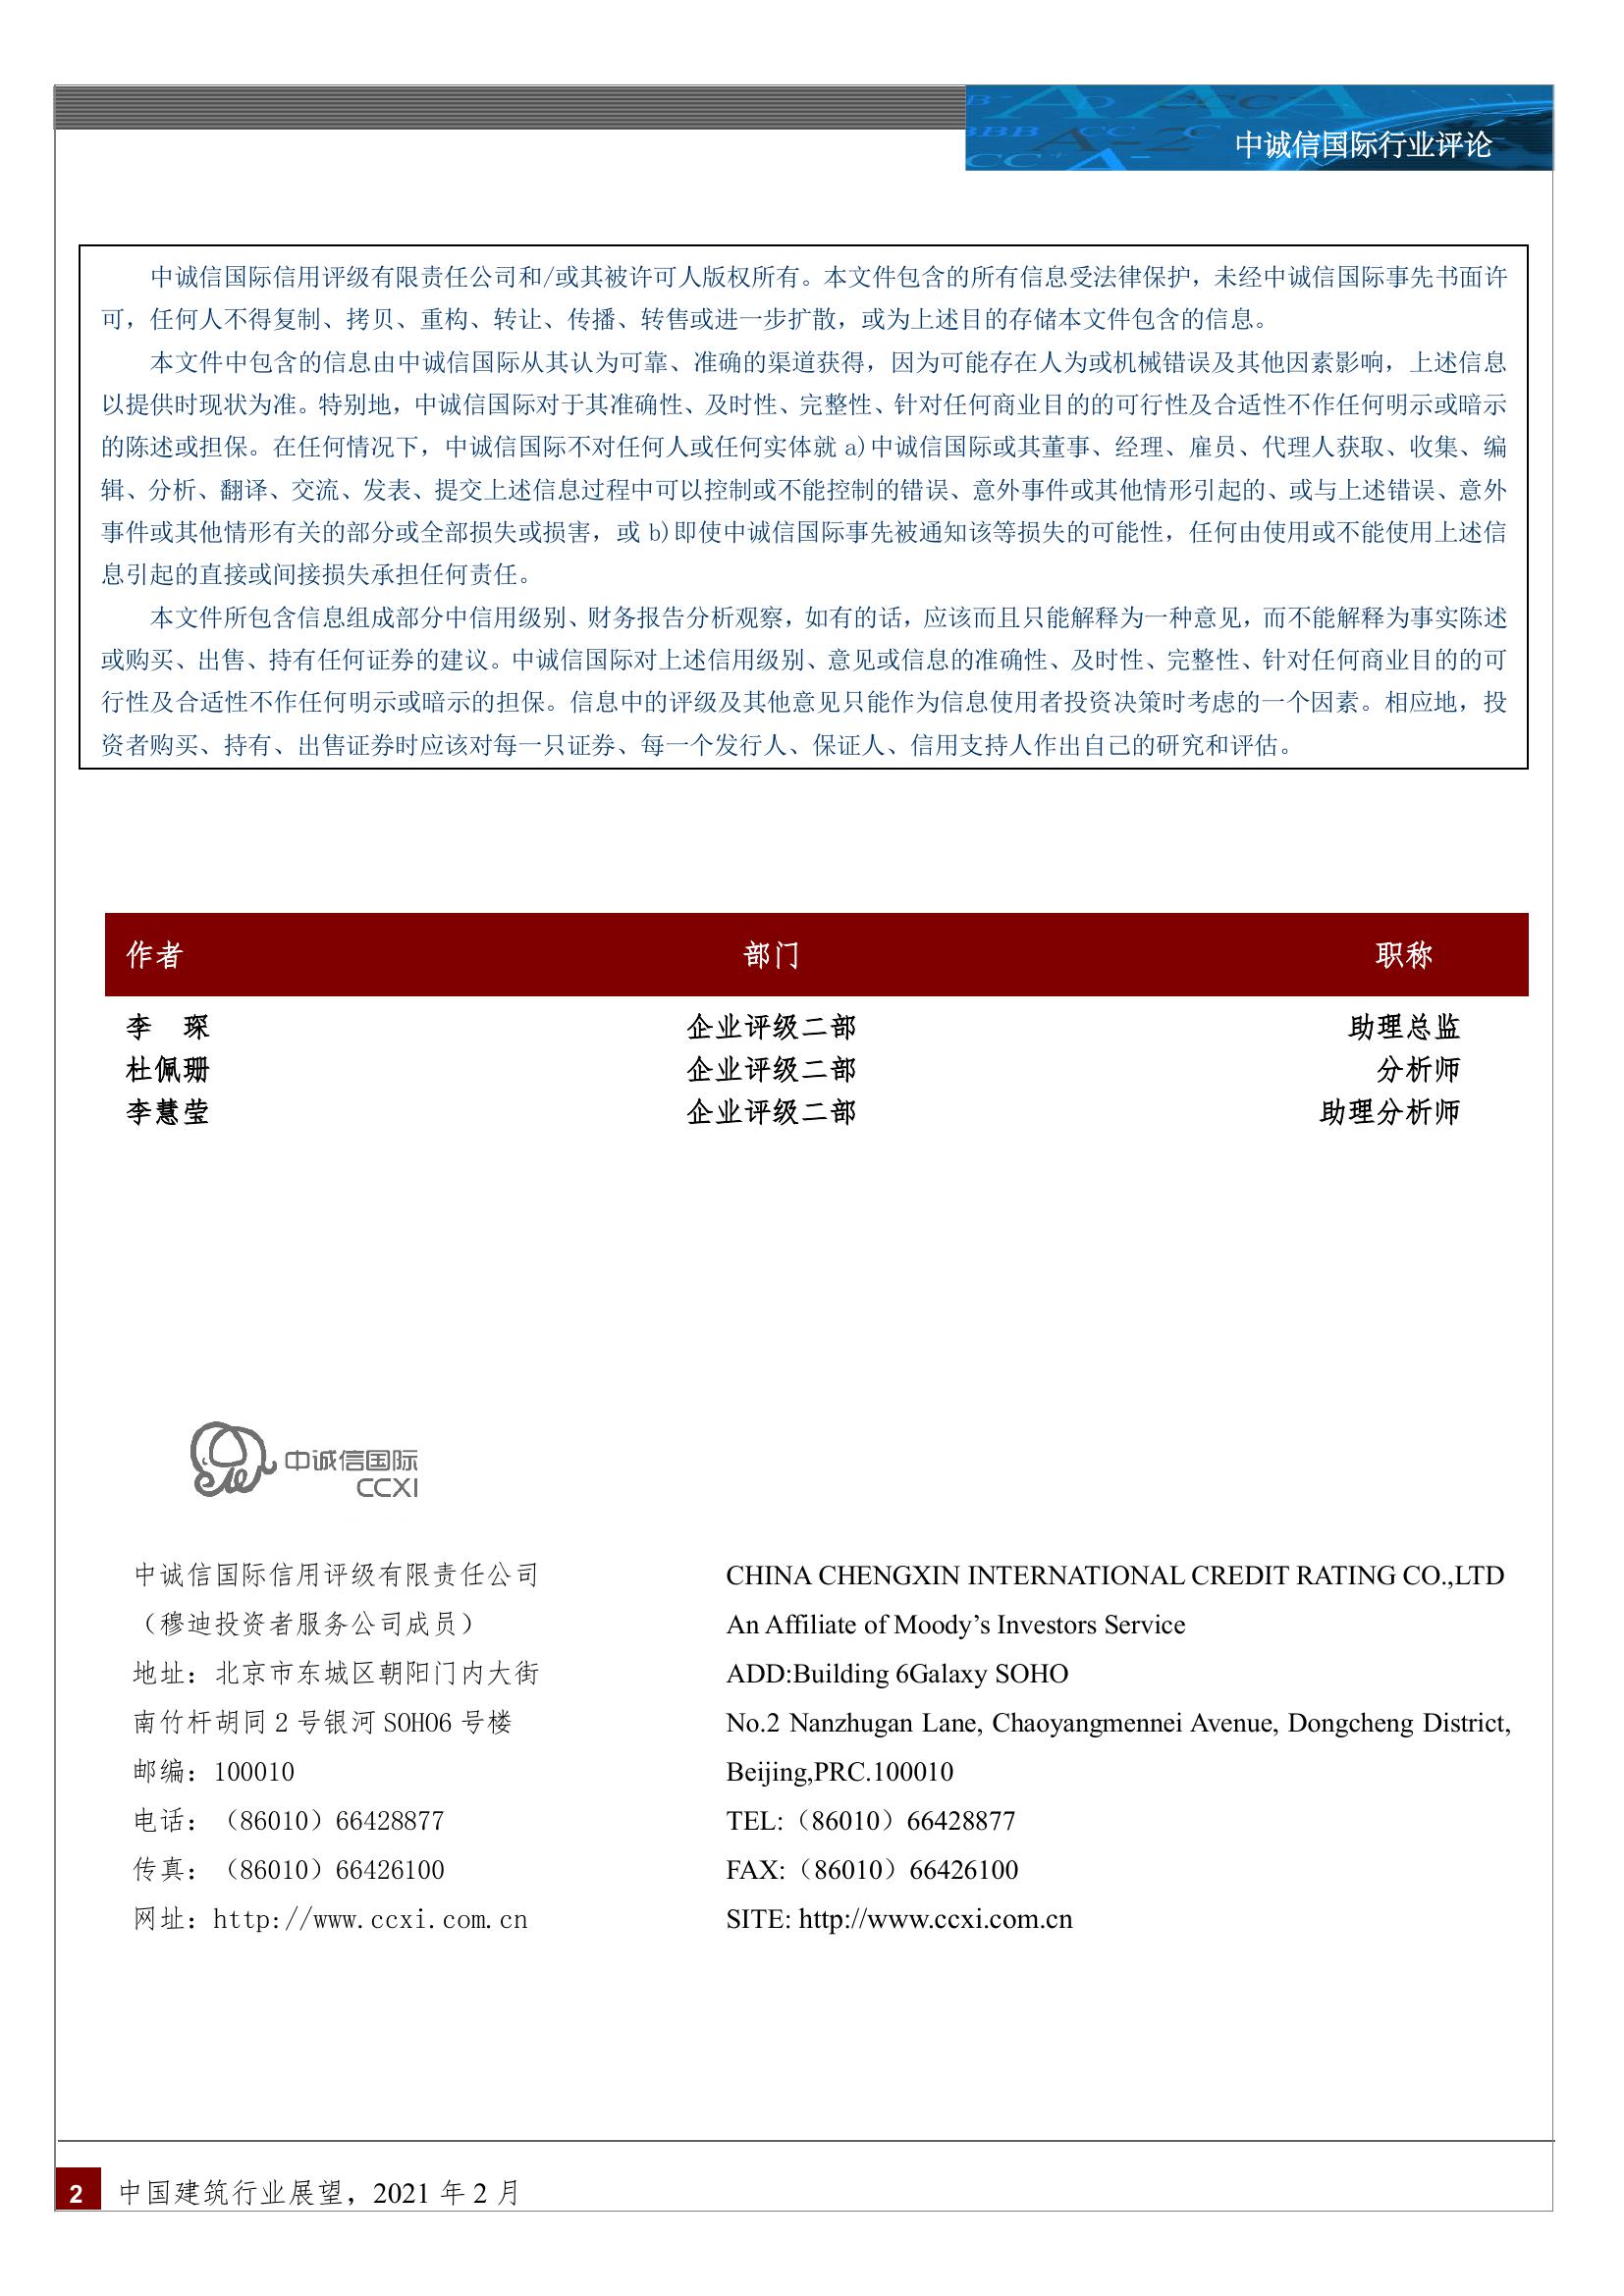 中诚信国际行业评论
中诚信国际信用评级有限责任公司和/或其被许可人版权所有。本文件包含的所有信息受法律保护，未经中诚信国际事先书面许
可，任何人不得复制、拷贝、重构、转让、传播、转售或进一步扩散，或为上述目的存储本文件包含的信息。
本文件中包含的信息由中诚信国际从其认为可靠、准确的渠道获得，因为可能存在人为或机械错误及其他因素影响，上述信息
以提供时现状为准。特别地，中诚信国际对于其准确性、及时性、完整性、针对任何商业目的的可行性及合适性不作任何明示或暗示
的陈述或担保。在任何情况下，中诚信国际不对任何人或任何实体就 a)中诚信国际或其董事、经理、雇员、代理人获取、收集、编
辑、分析、翻译、交流、发表、提交上述信息过程中可以控制或不能控制的错误、意外事件或其他情形引起的、或与上述错误、意外
事件或其他情形有关的部分或全部损失或损害，或 b)即使中诚信国际事先被通知该等损失的可能性，任何由使用或不能使用上述信
息引起的直接或间接损失承担任何责任。
本文件所包含信息组成部分中信用级别、财务报告分析观察，如有的话，应该而且只能解释为一种意见，而不能解释为事实陈述
或购买、出售、持有任何证券的建议。中诚信国际对上述信用级别、意见或信息的准确性、及时性、完整性、针对任何商业目的的可
行性及合适性不作任何明示或暗示的担保。信息中的评级及其他意见只能作为信息使用者投资决策时考虑的一个因素。相应地，投
资者购买、持有、出售证券时应该对每一只证券、每一个发行人、保证人、信用支持人作出自己的研究和评估。
作者 部门 职称
李　琛 企业评级二部 助理总监
杜佩珊 企业评级二部 分析师
李慧莹 企业评级二部 助理分析师
中诚信国际
CCXI
中诚信国际信用评级有限责任公司
（穆迪投资者服务公司成员）
地址：北京市东城区朝阳门内大街
南竹杆胡同 2 号银河 SOHO6 号楼
邮编：100010
电话：（86010）66428877
传真：（86010）66426100
网址：http://www.ccxi.com.cn
CHINA CHENGXIN INTERNATIONAL CREDIT RATING CO.,LTD
An Affiliate of Moody’s Investors Service
ADD:Building 6Galaxy SOHO
No.2 Nanzhugan Lane, Chaoyangmennei Avenue, Dongcheng District,
Beijing,PRC.100010
TEL:（86010）66428877
FAX:（86010）66426100
SITE: http://www.ccxi.com.cn
2 中国建筑行业展望，2021 年 2 月